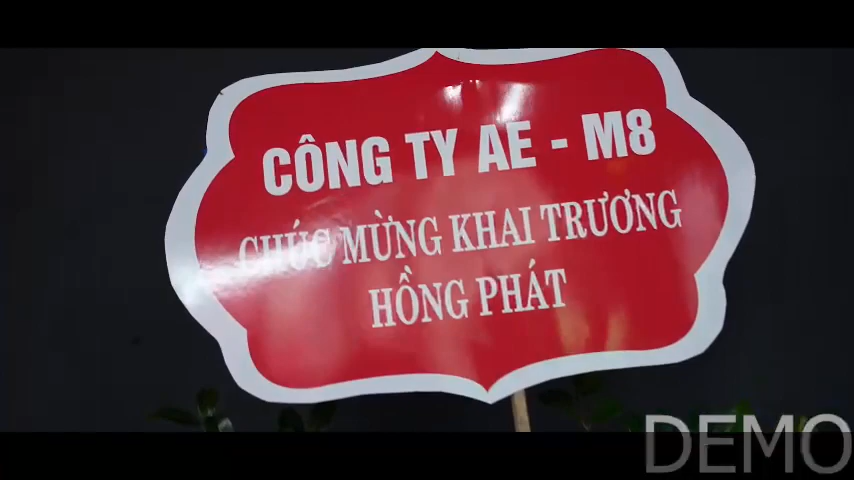 CÔNG TY AE - M8
CHÚC MỪNG KHAI TRƯƠNG
HỒNG PHÁT
DEMO